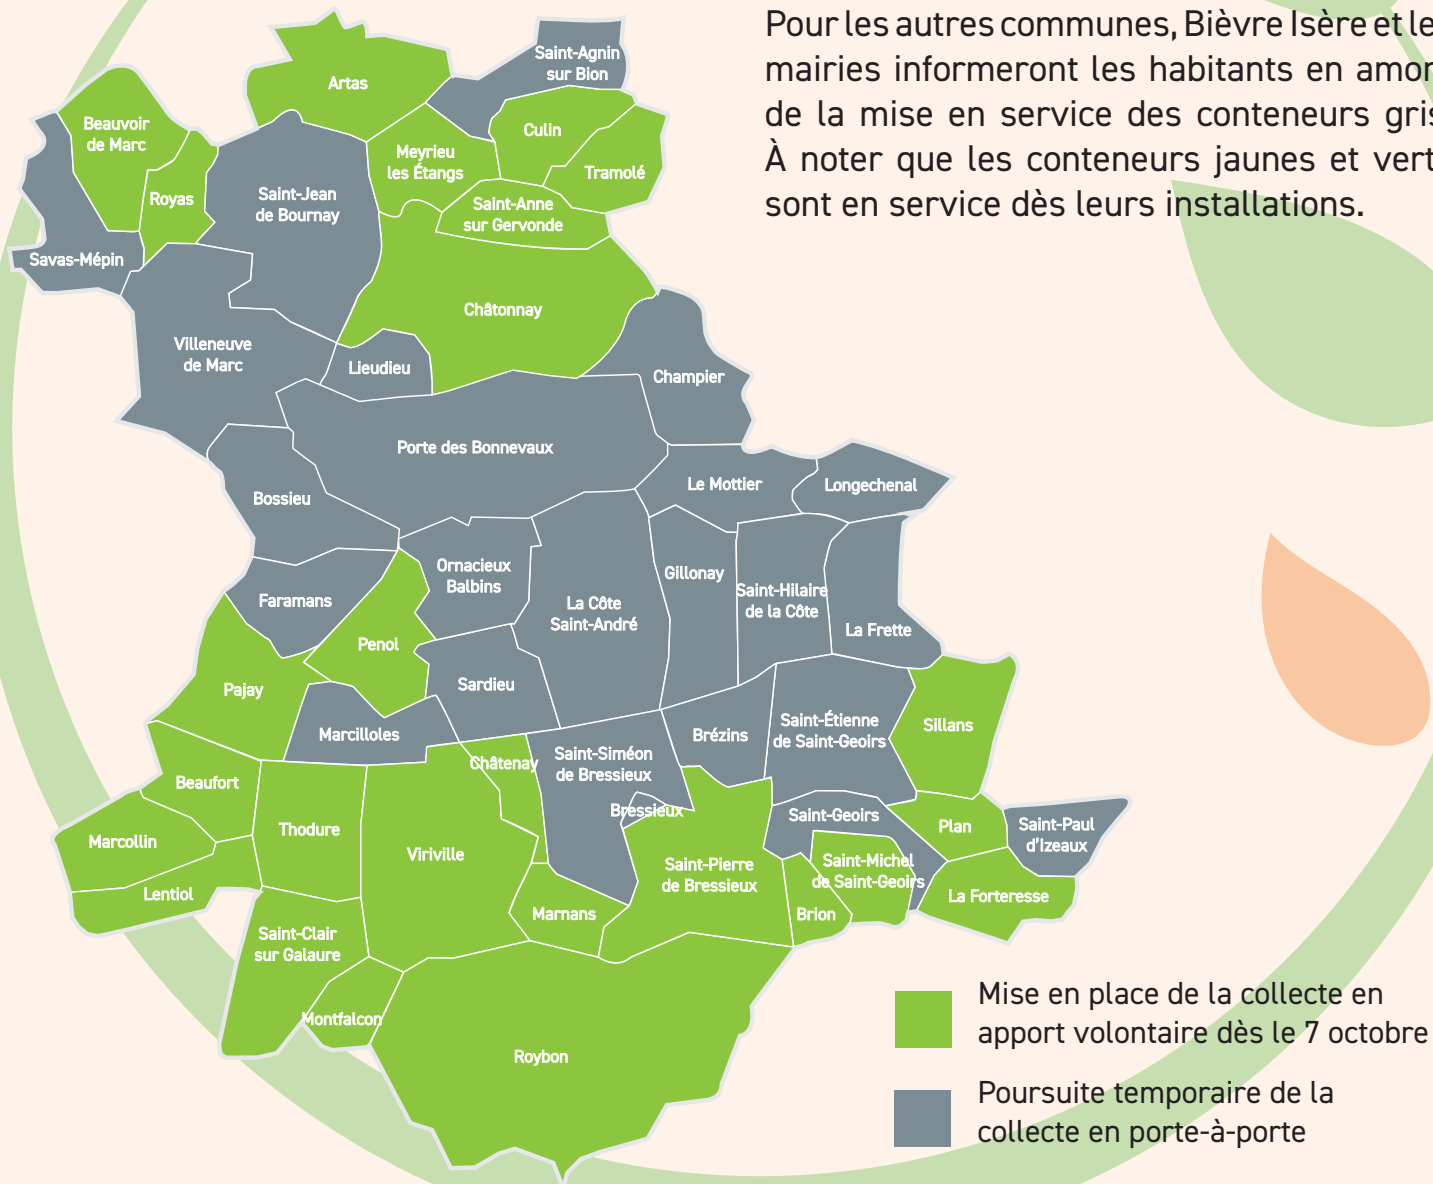 Pour les autres communes, Bièvre Isère et le
mairies informeront les habitants en amon
de la mise en service des conteneurs gris
À noter que les conteneurs jaunes et vert
sont en service dès leurs installations.
Saint-Agnin
sur Bion
Artas
Beauvoir
de Marc
Culin
Meyrieu
les Étangs
Tramolé
Royas
Saint-Jean
de Bournay
Saint-Anne
sur Gervonde
Savas-Mépin
Châtonnay
Villeneuve
de Marc
Lieudieu
Champier
Porte des Bonnevaux
Le Mottier
Longechenal
Bossieu
Ornacieux
Balbins
Gillonay
Saint-Hilaire
de la Côte
Faramans
La Côte
Saint-André
La Frette
Penol
Pajay
Sardieu
Marcilloles
Brézins
Saint-Étienne
de Saint-Geoirs
Sillans
Châtenay
Saint-Siméon
de Bressieux
Beaufort
Bressieux
Saint-Geoirs
Plan
Saint-Paul
d'Izeaux
Thodure
Marcollin
Viriville
Saint-Pierre
de Bressieux
Saint-Michel
de Saint-Geoirs
Lentiol
La Forteresse
Marnans
Brion
Saint-Clair
sur Galaure
Montfalcon
Roybon
Mise en place de la collecte en
apport volontaire dès le 7 octobre
Poursuite temporaire de la
collecte en porte-à-porte